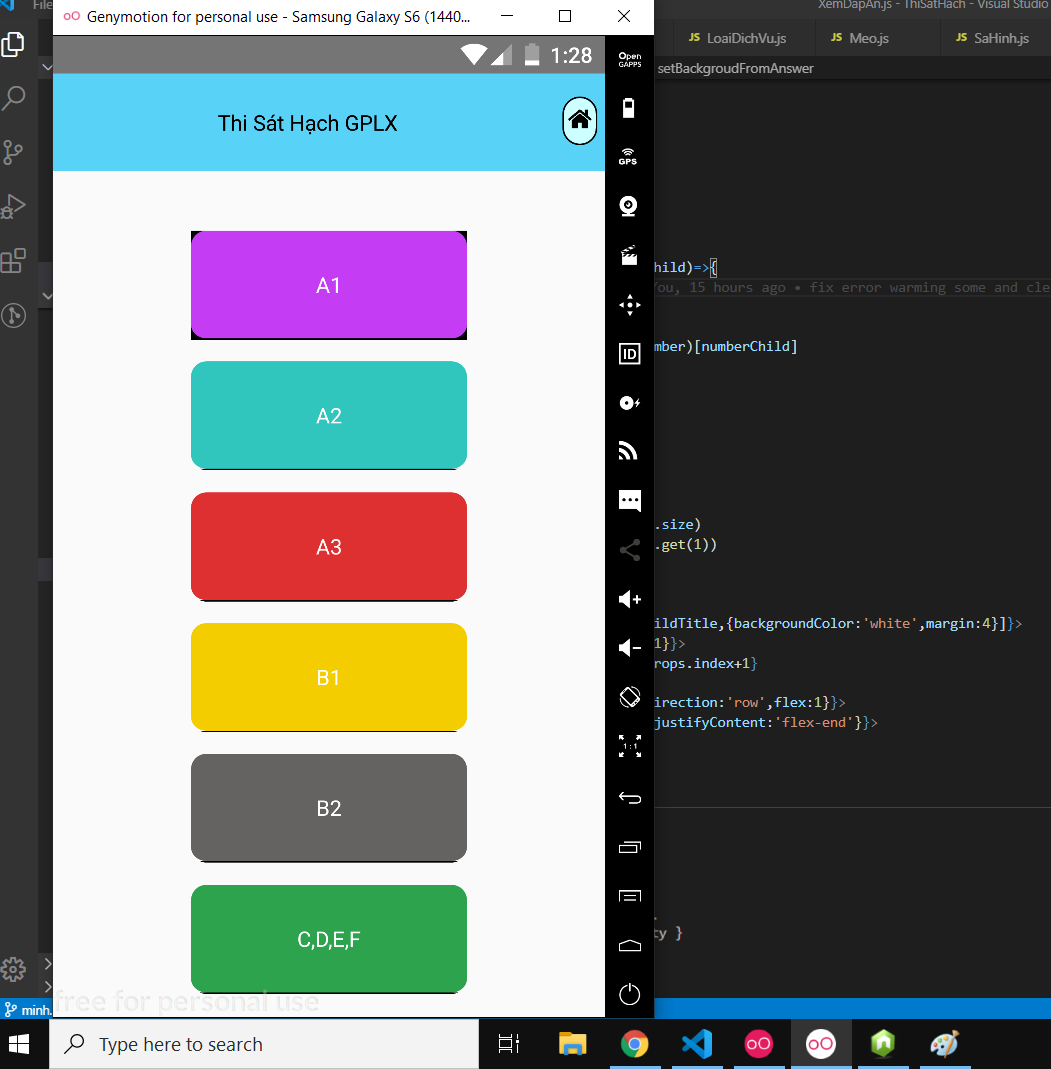 Genymotion for personal use - Samsung Galaxy S6 (1440...
XemDapAn.js - ThiSatHach - Visual Studio
File
JS LoaiDichVu.js
JS Meo.js
JS SaHinh.js
setBackgroudFromAnswer
1:28
Open GAPPS
Thi Sát Hạch GPLX
GPS
A1
hild)=>{
You, 15 hours ago • fix error warming some and cle
mber)[numberChild]
ID
A2
.size)
.get(1))
A3
ildTitle,{backgroundColor:'white',margin:4}]}>
1}}>
rops.index+1}
B1
irection:'row',flex:1}}>
justifyContent:'flex-end'}}>
1:1
B2
ty }
C,D,E,F
free for personal use
minh.
Type here to search